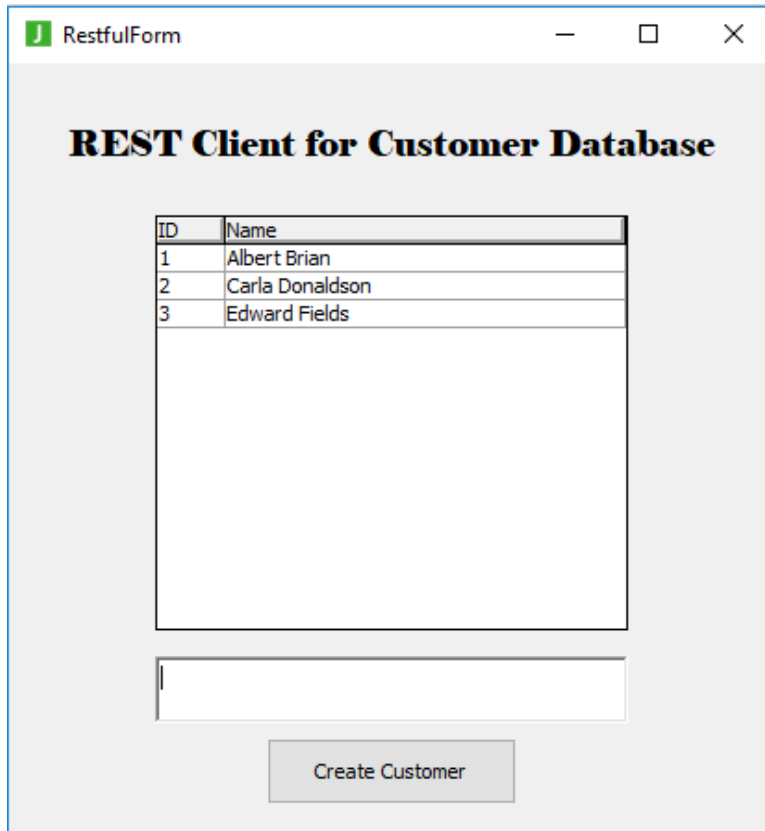 J RestfulForm
REST Client for Customer Database
ID Name
1 Albert Brian
2 Carla Donaldson
3 Edward Fields
Create Customer